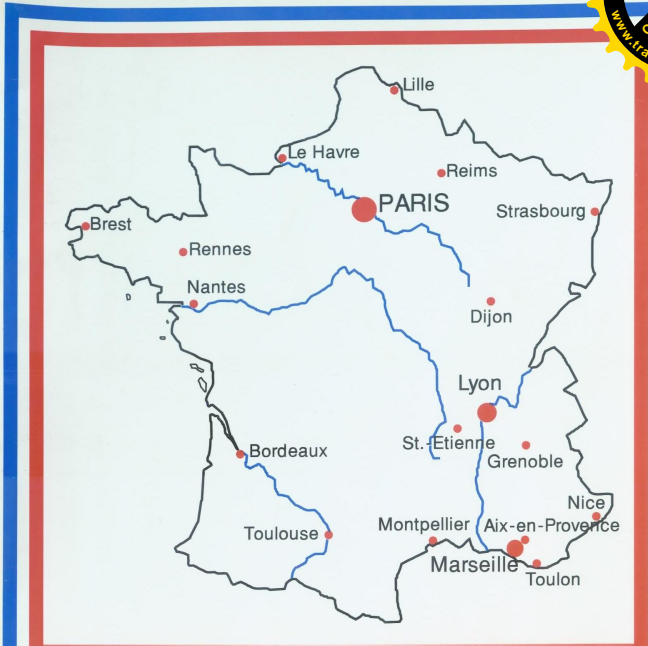 Lille
Le Havre
Reims
PARIS
Strasbourg
Brest
Rennes
Nantes
Dijon
Lyon
St.-Etienne
Grenoble
Bordeaux
Nice
Montpellier
Aix-en-Provence
Toulouse
Marseille
Toulon